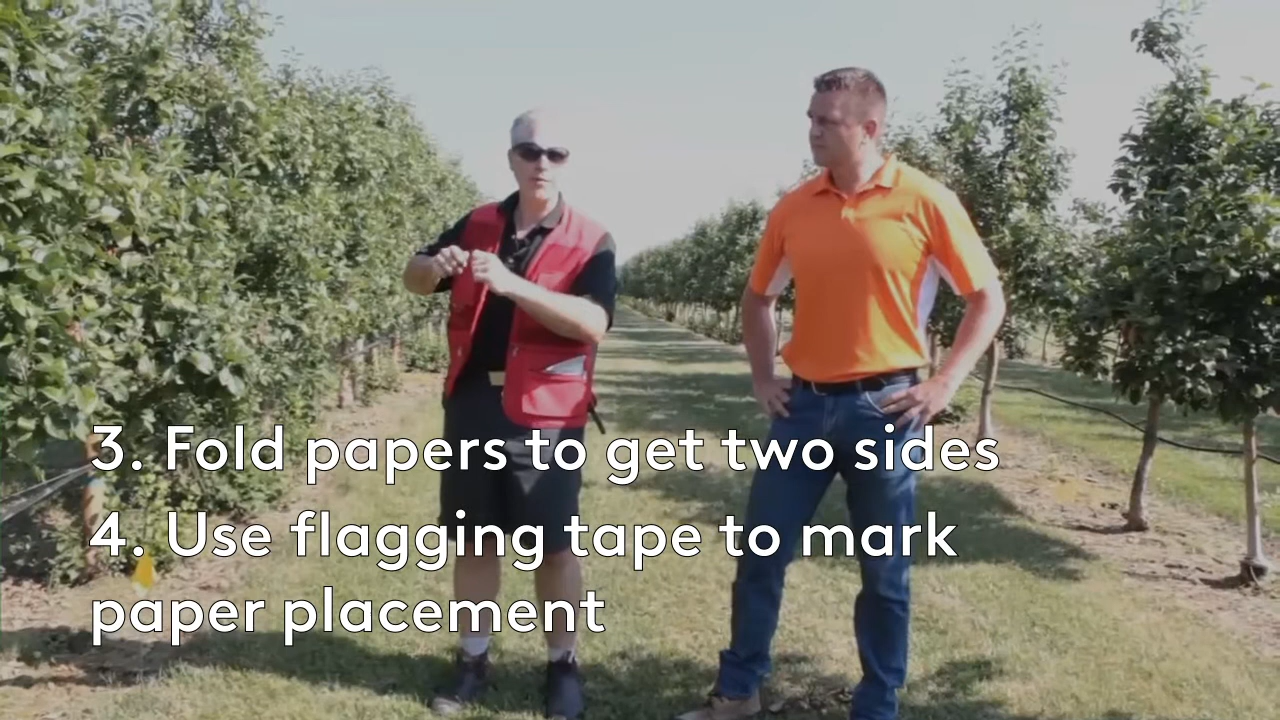 3. Fold papers to get two sides
4. Use flagging tape to mark
paper placement